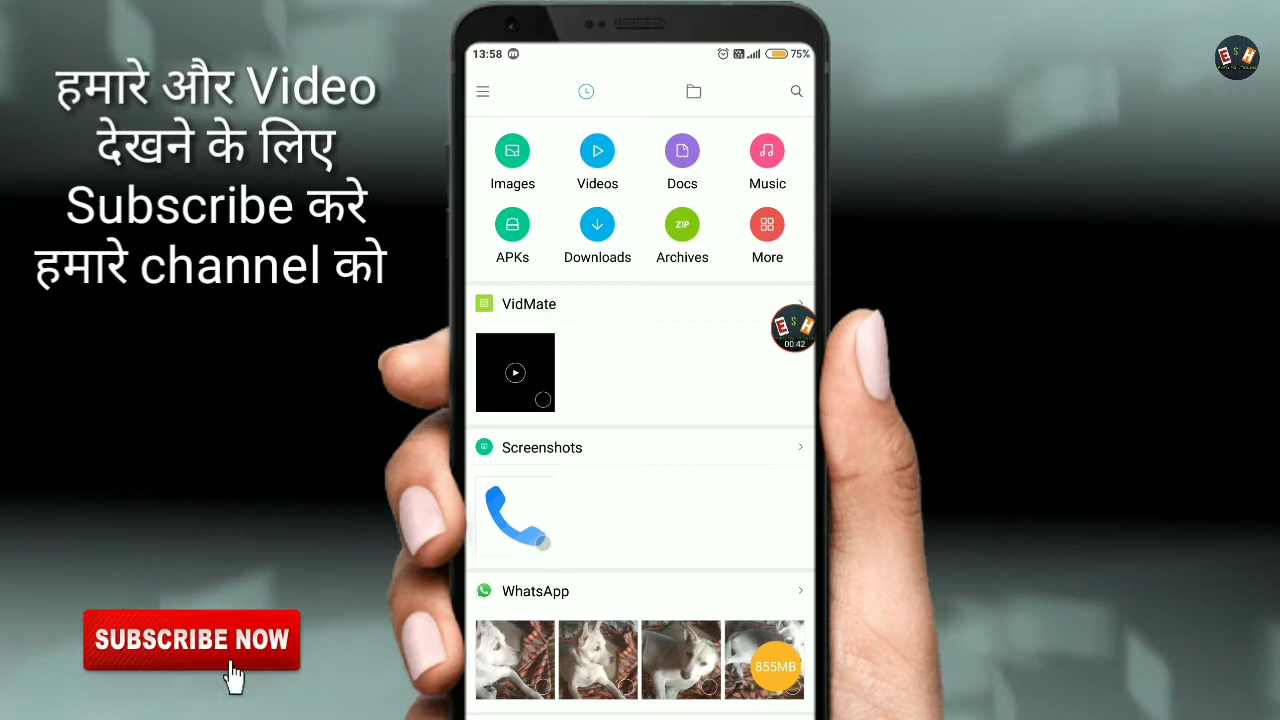 हमारे और Video
देखने के लिए
Subscribe करे
हमारे channel को
SUBSCRIBE NOW
13:58
75%
Images
Videos
Docs
Music
ZIP
APKs
Downloads
Archives
More
VidMate
E S H
00:42
Screenshots
WhatsApp
855MB
E S H